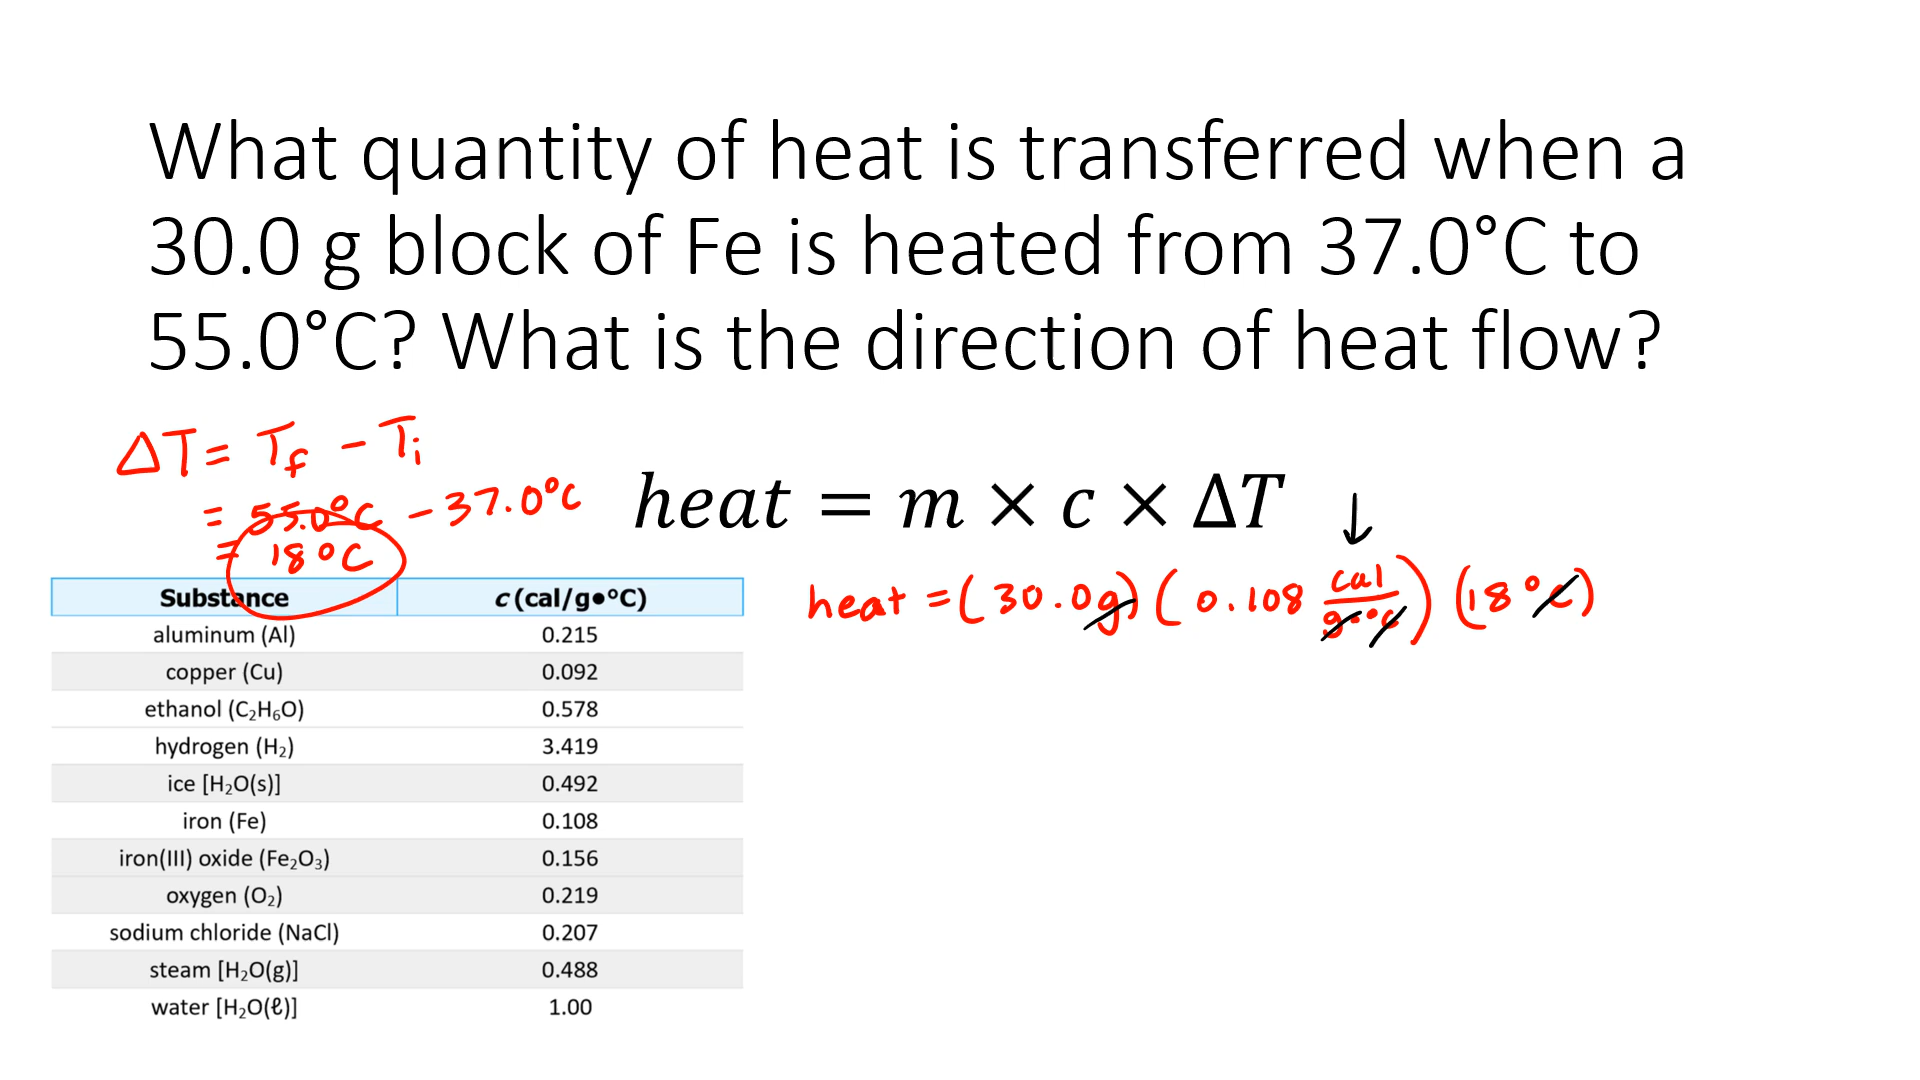 What quantity of heat is transferred when a
30.0 g block of Fe is heated from 37.0°C to
55.0°C? What is the direction of heat flow?
ΔT = Tf - Ti
= 55.0°C - 37.0°C
= 18°C
heat = m × c × ΔT
heat = (30.0g) (0.108 cal/g•°C) (18°C)
Substance c (cal/g•°C)
aluminum (Al) 0.215
copper (Cu) 0.092
ethanol (C₂H₆O) 0.578
hydrogen (H₂) 3.419
ice [H₂O(s)] 0.492
iron (Fe) 0.108
iron(III) oxide (Fe₂O₃) 0.156
oxygen (O₂) 0.219
sodium chloride (NaCl) 0.207
steam [H₂O(g)] 0.488
water [H₂O(ℓ)] 1.00